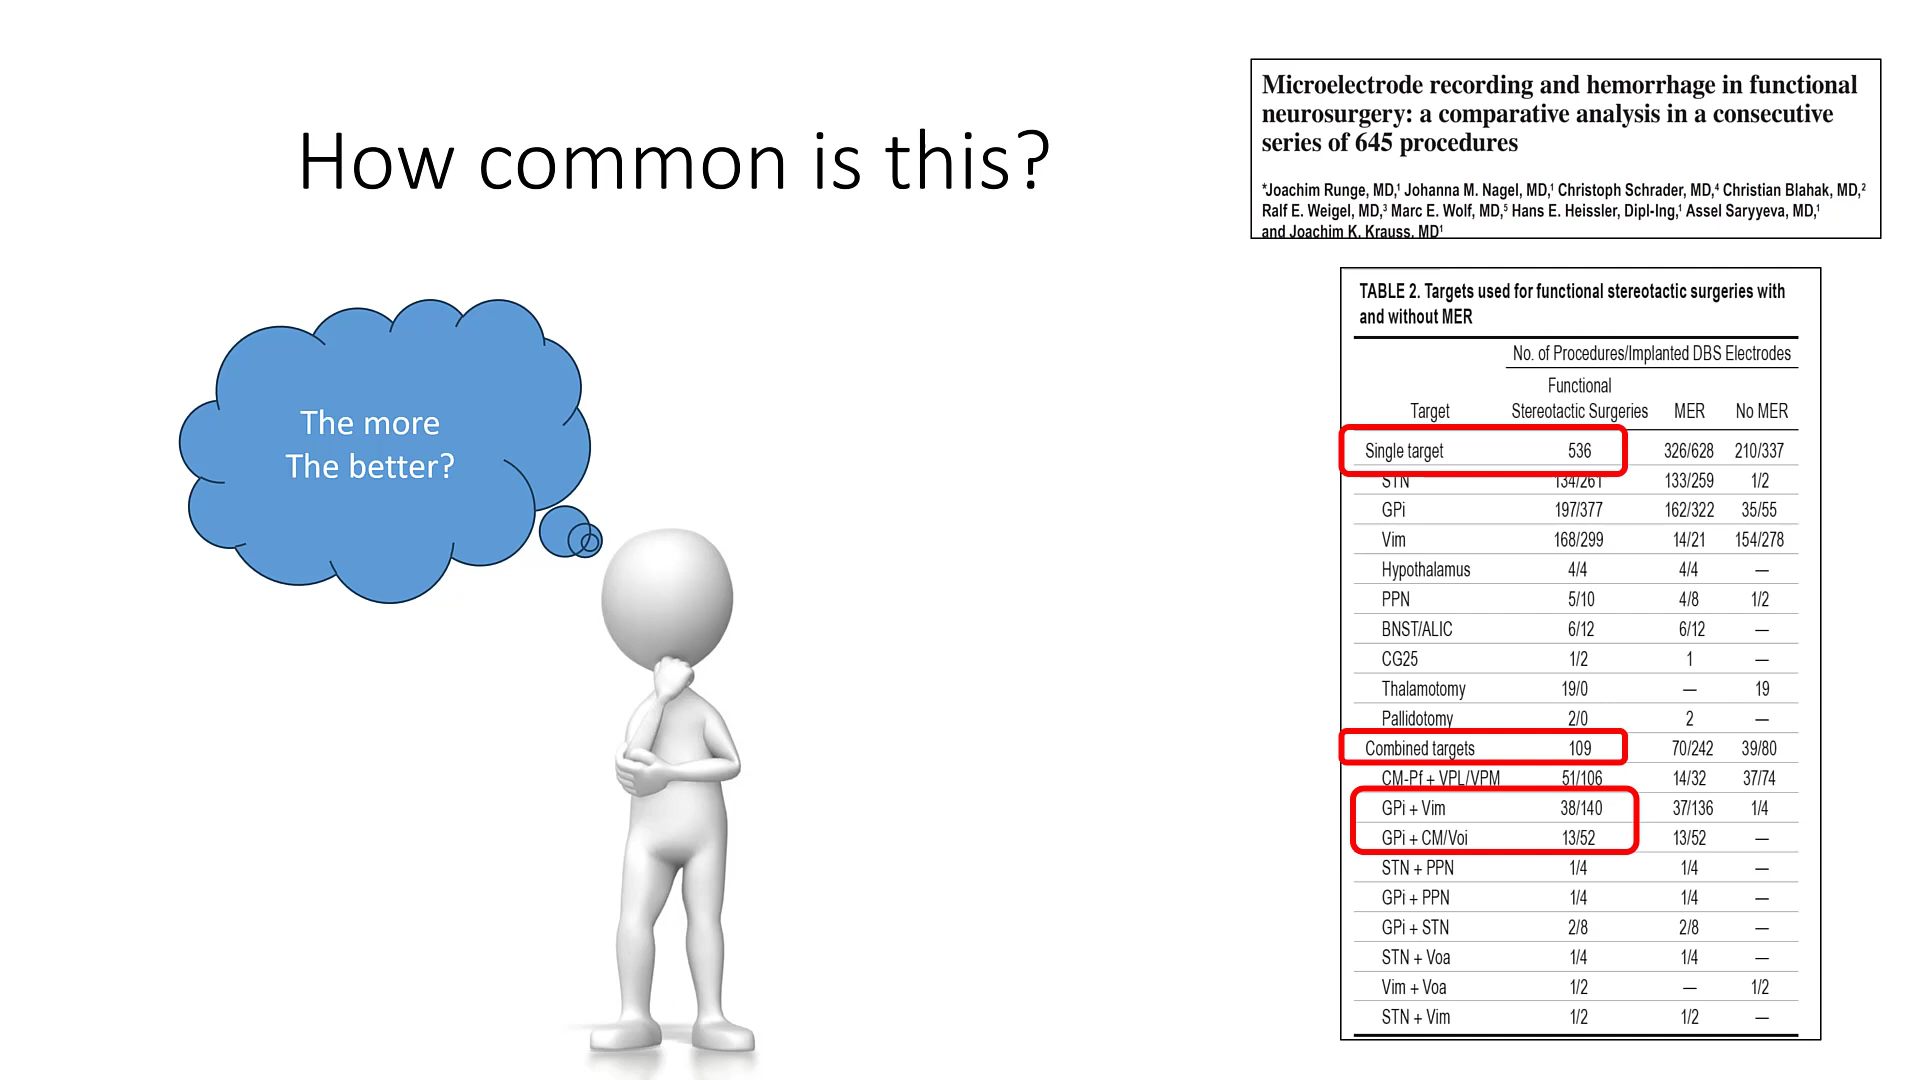 How common is this?
The more
The better?
Microelectrode recording and hemorrhage in functional
neurosurgery: a comparative analysis in a consecutive
series of 645 procedures
*Joachim Runge, MD,¹ Johanna M. Nagel, MD,¹ Christoph Schrader, MD,⁴ Christian Blahak, MD,²
Ralf E. Weigel, MD,³ Marc E. Wolf, MD,⁵ Hans E. Heissler, Dipl-Ing,¹ Assel Saryyeva, MD,¹
and Joachim K. Krauss, MD¹
TABLE 2. Targets used for functional stereotactic surgeries with
and without MER
No. of Procedures/Implanted DBS Electrodes
Functional
Target Stereotactic Surgeries MER No MER
Single target 536 326/628 210/337
STN 134/261 133/259 1/2
GPi 197/377 162/322 35/55
Vim 168/299 14/21 154/278
Hypothalamus 4/4 4/4 —
PPN 5/10 4/8 1/2
BNST/ALIC 6/12 6/12 —
CG25 1/2 1 —
Thalamotomy 19/0 — 19
Pallidotomy 2/0 2 —
Combined targets 109 70/242 39/80
CM-Pf + VPL/VPM 51/106 14/32 37/74
GPi + Vim 38/140 37/136 1/4
GPi + CM/Voi 13/52 13/52 —
STN + PPN 1/4 1/4 —
GPi + PPN 1/4 1/4 —
GPi + STN 2/8 2/8 —
STN + Voa 1/4 1/4 —
Vim + Voa 1/2 — 1/2
STN + Vim 1/2 1/2 —